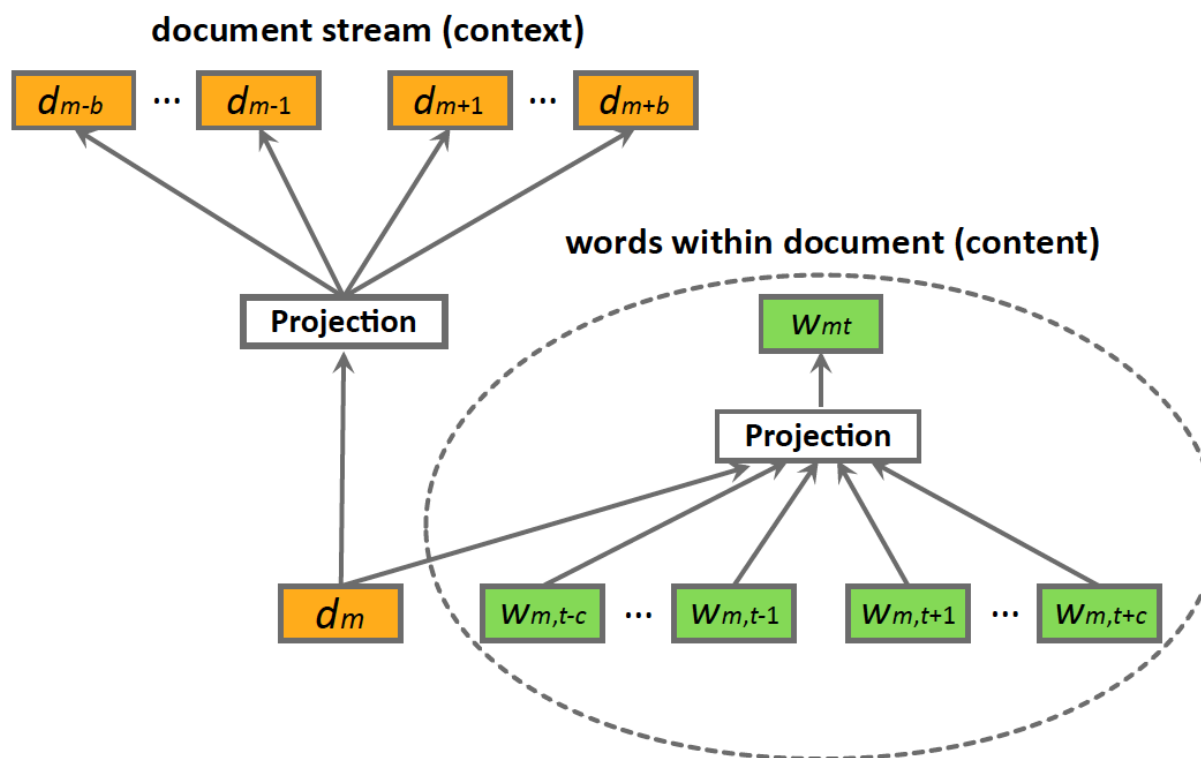 document stream (context)
dm-b ... dm-1 dm+1 ... dm+b
words within document (content)
Projection
wmt
Projection
dm
wm,t-c ... wm,t-1 wm,t+1 ... wm,t+c